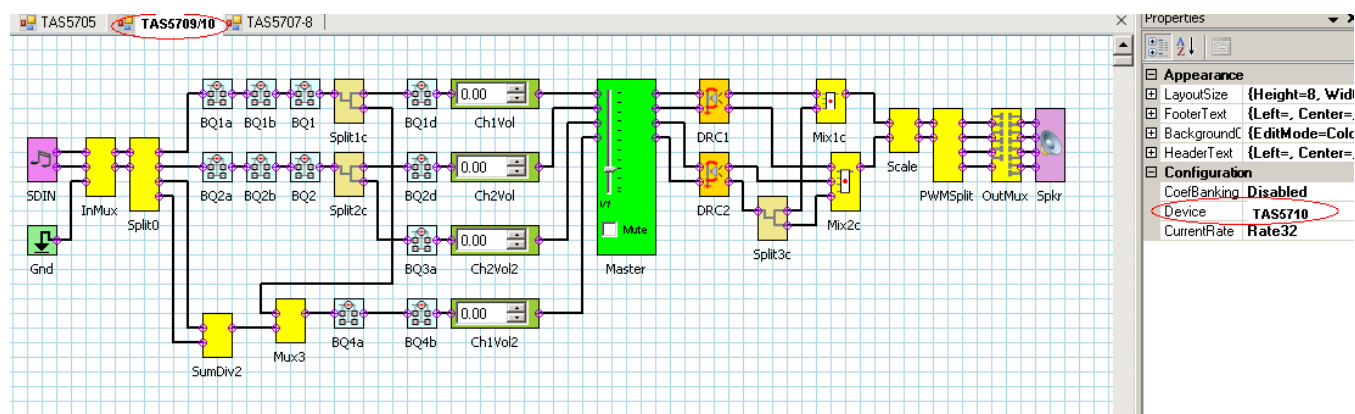 TAS5705 TAS5709/10 TAS5707-8
Properties
Appearance
LayoutSize {Height=8, Wid
FooterText {Left=, Center=,
BackgroundC {EditMode=Colo
HeaderText {Left=, Center=,
Configuration
CoefBanking Disabled
Device TAS5710
CurrentRate Rate32
0.00
BQ1a BQ1b BQ1 Split1c BQ1d Ch1Vol DRC1 Mix1c
0.00
SDIN InMux Split0 BQ2a BQ2b BQ2 Split2c BQ2d Ch2Vol DRC2 Mix2c Scale PWMSplit OutMux Spkr
Mute
0.00
Gnd BQ3a Ch2Vol2 Master Split3c
0.00
SumDiv2 Mux3 BQ4a BQ4b Ch1Vol2